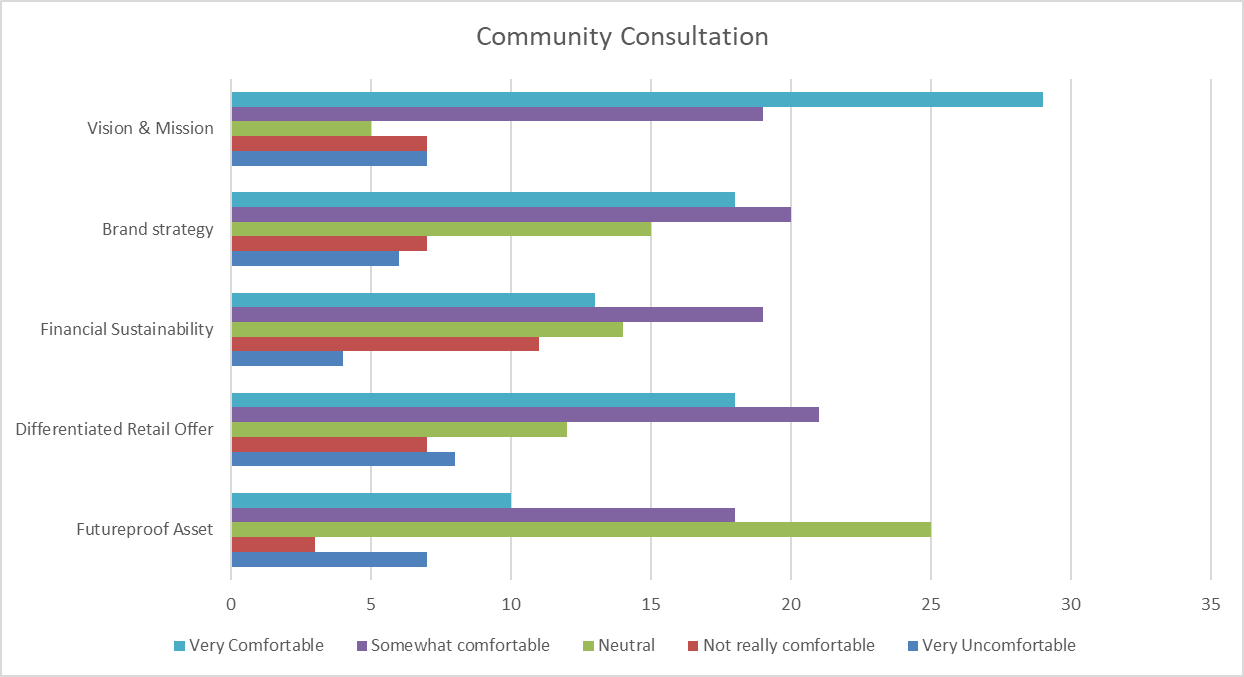 Community Consultation
Vision & Mission
Brand strategy
Financial Sustainability
Differentiated Retail Offer
Futureproof Asset
0 5 10 15 20 25 30 35
Very Comfortable Somewhat comfortable Neutral Not really comfortable Very Uncomfortable